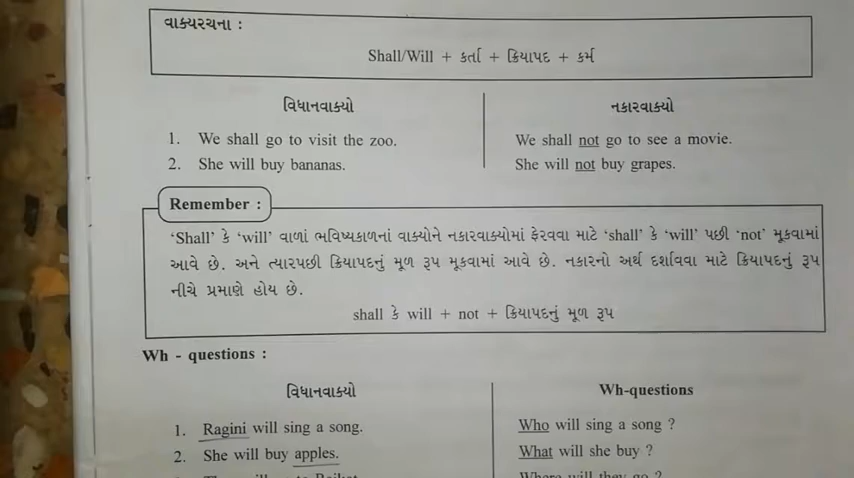 વાક્યરચના :
Shall/Will + કર્તા + ક્રિયાપદ + કર્મ
વિધાનવાક્યો નકારવાક્યો
1. We shall go to visit the zoo. We shall not go to see a movie.
2. She will buy bananas. She will not buy grapes.
Remember :
'Shall' કે 'will' વાળાં ભવિષ્યકાળનાં વાક્યોને નકારવાક્યોમાં ફેરવવા માટે 'shall' કે 'will' પછી 'not' મૂકવામાં
આવે છે. અને ત્યારપછી ક્રિયાપદનું મૂળ રૂપ મૂકવામાં આવે છે. નકારનો અર્થ દર્શાવવા માટે ક્રિયાપદનું રૂપ
નીચે પ્રમાણે હોય છે.
shall કે will + not + ક્રિયાપદનું મૂળ રૂપ
Wh - questions :
વિધાનવાક્યો Wh-questions
1. Ragini will sing a song. Who will sing a song ?
2. She will buy apples. What will she buy ?
Where will they go ?